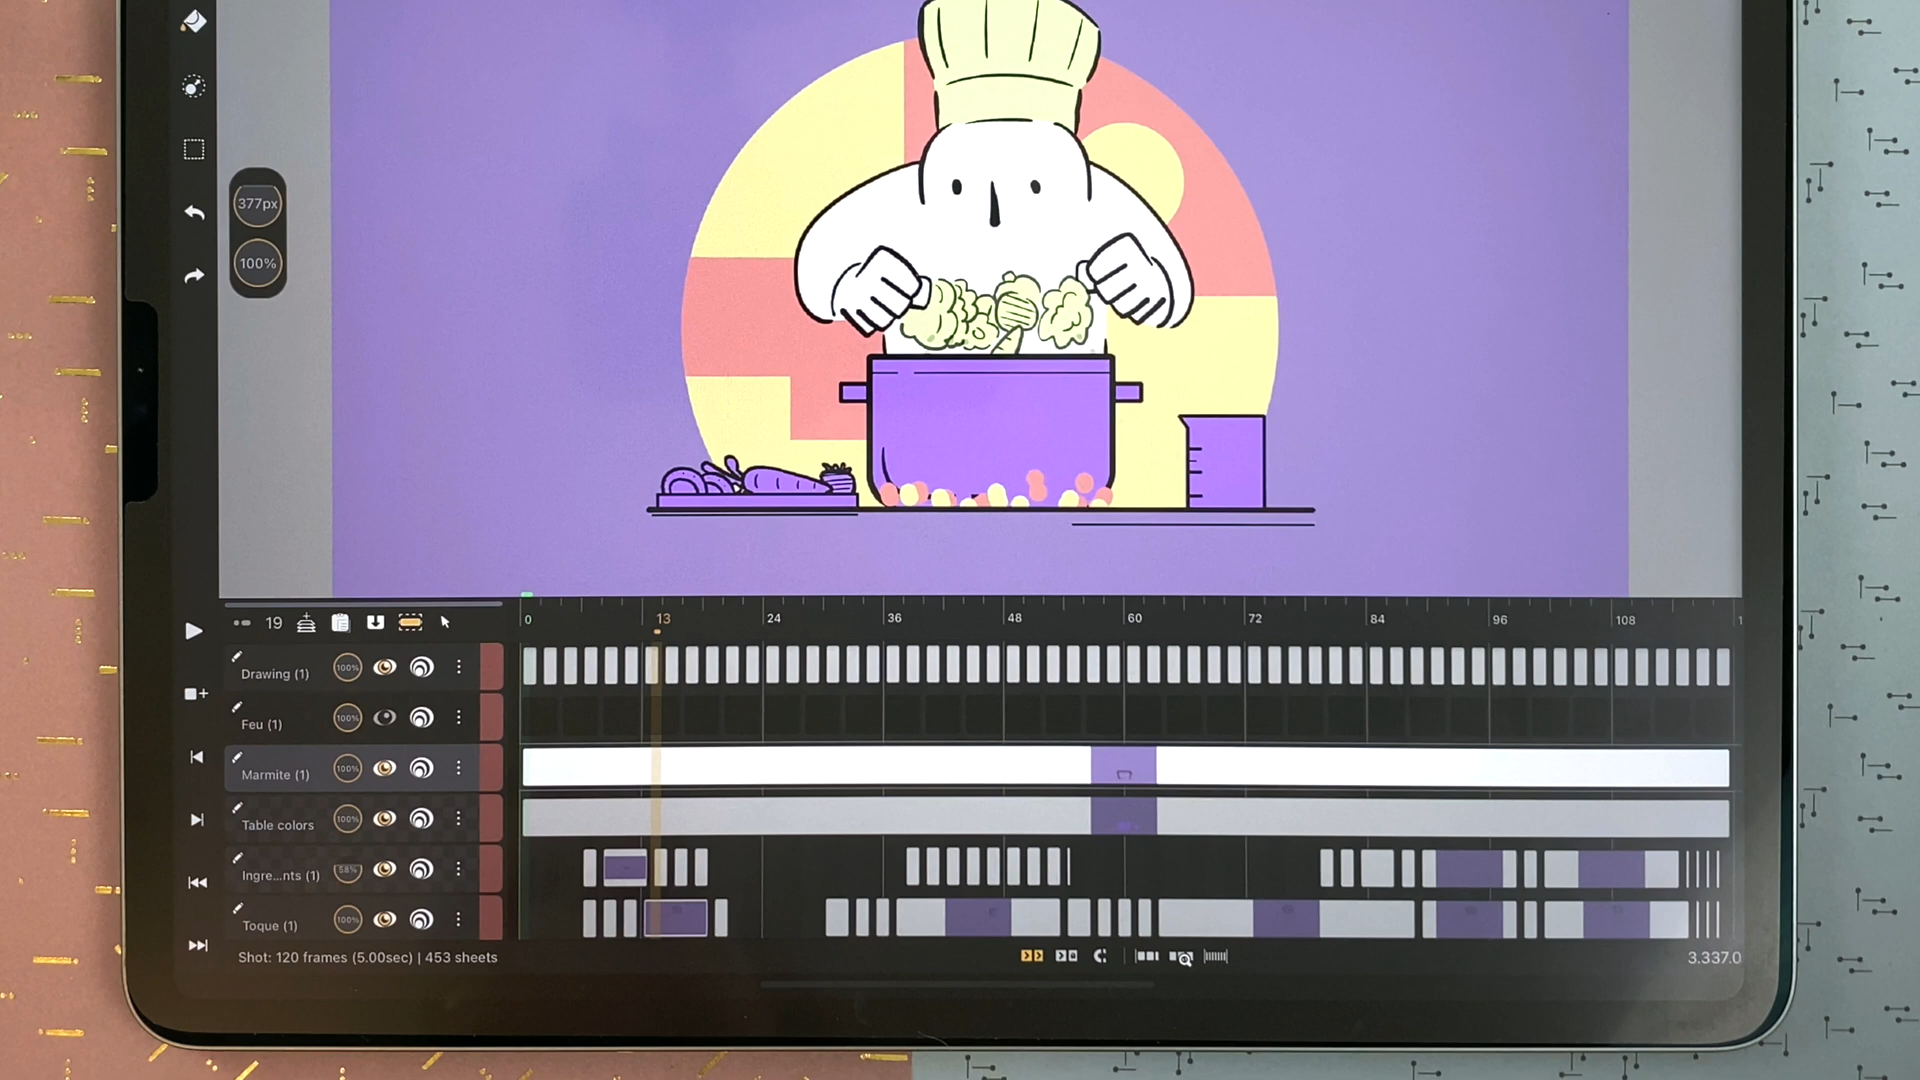 377px
100%
19
0 13 24 36 48 60 72 84 96 108 1
Drawing (1) 100%
Feu (1) 100%
Marmite (1) 100%
Table colors 100%
Ingre...nts (1) 58%
Toque (1) 100%
Shot: 120 frames (5.00sec) | 453 sheets
3.337.0